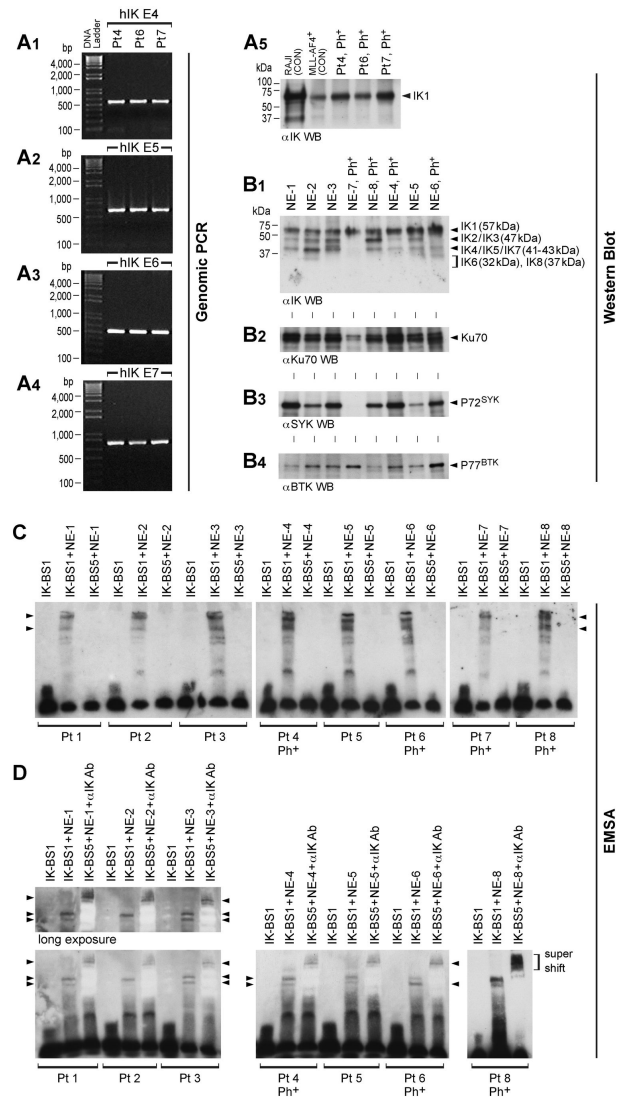 A1
hIK E4
DNA Ladder
Pt4
Pt6
Pt7
bp
4,000
2,000
1,000
500
100
A2
hIK E5
bp
4,000
2,000
1,000
500
100
A3
hIK E6
bp
4,000
2,000
1,000
500
100
A4
hIK E7
bp
4,000
2,000
1,000
500
100
Genomic PCR
A5
RAJI (CON)
MLL-AF4+ (CON)
Pt4, Ph+
Pt6, Ph+
Pt7, Ph+
kDa
100
75
50
37
IK1
αIK WB
B1
NE-1
NE-2
NE-3
NE-7, Ph+
NE-8, Ph+
NE-4, Ph+
NE-5
NE-6, Ph+
kDa
75
50
37
IK1(57kDa)
IK2/IK3(47kDa)
IK4/IK5/IK7(41-43kDa)
IK6(32kDa), IK8(37kDa)
αIK WB
B2
Ku70
αKu70 WB
B3
P72SYK
αSYK WB
B4
P77BTK
αBTK WB
Western Blot
C
IK-BS1
IK-BS1+NE-1
IK-BS5+NE-1
IK-BS1
IK-BS1+NE-2
IK-BS5+NE-2
IK-BS1
IK-BS1+NE-3
IK-BS5+NE-3
IK-BS1
IK-BS1+NE-4
IK-BS5+NE-4
IK-BS1
IK-BS1+NE-5
IK-BS5+NE-5
IK-BS1
IK-BS1+NE-6
IK-BS5+NE-6
IK-BS1
IK-BS1+NE-7
IK-BS5+NE-7
IK-BS1
IK-BS1+NE-8
IK-BS5+NE-8
Pt 1
Pt 2
Pt 3
Pt 4 Ph+
Pt 5
Pt 6 Ph+
Pt 7 Ph+
Pt 8 Ph+
D
IK-BS1
IK-BS1+NE-1
IK-BS5+NE-1+αIK Ab
IK-BS1
IK-BS1+NE-2
IK-BS5+NE-2+αIK Ab
IK-BS1
IK-BS1+NE-3
IK-BS5+NE-3+αIK Ab
long exposure
IK-BS1
IK-BS1+NE-4
IK-BS5+NE-4+αIK Ab
IK-BS1
IK-BS1+NE-5
IK-BS5+NE-5+αIK Ab
IK-BS1
IK-BS1+NE-6
IK-BS5+NE-6+αIK Ab
IK-BS1
IK-BS1+NE-8
IK-BS5+NE-8+αIK Ab
super
shift
Pt 1
Pt 2
Pt 3
Pt 4 Ph+
Pt 5
Pt 6 Ph+
Pt 8 Ph+
EMSA